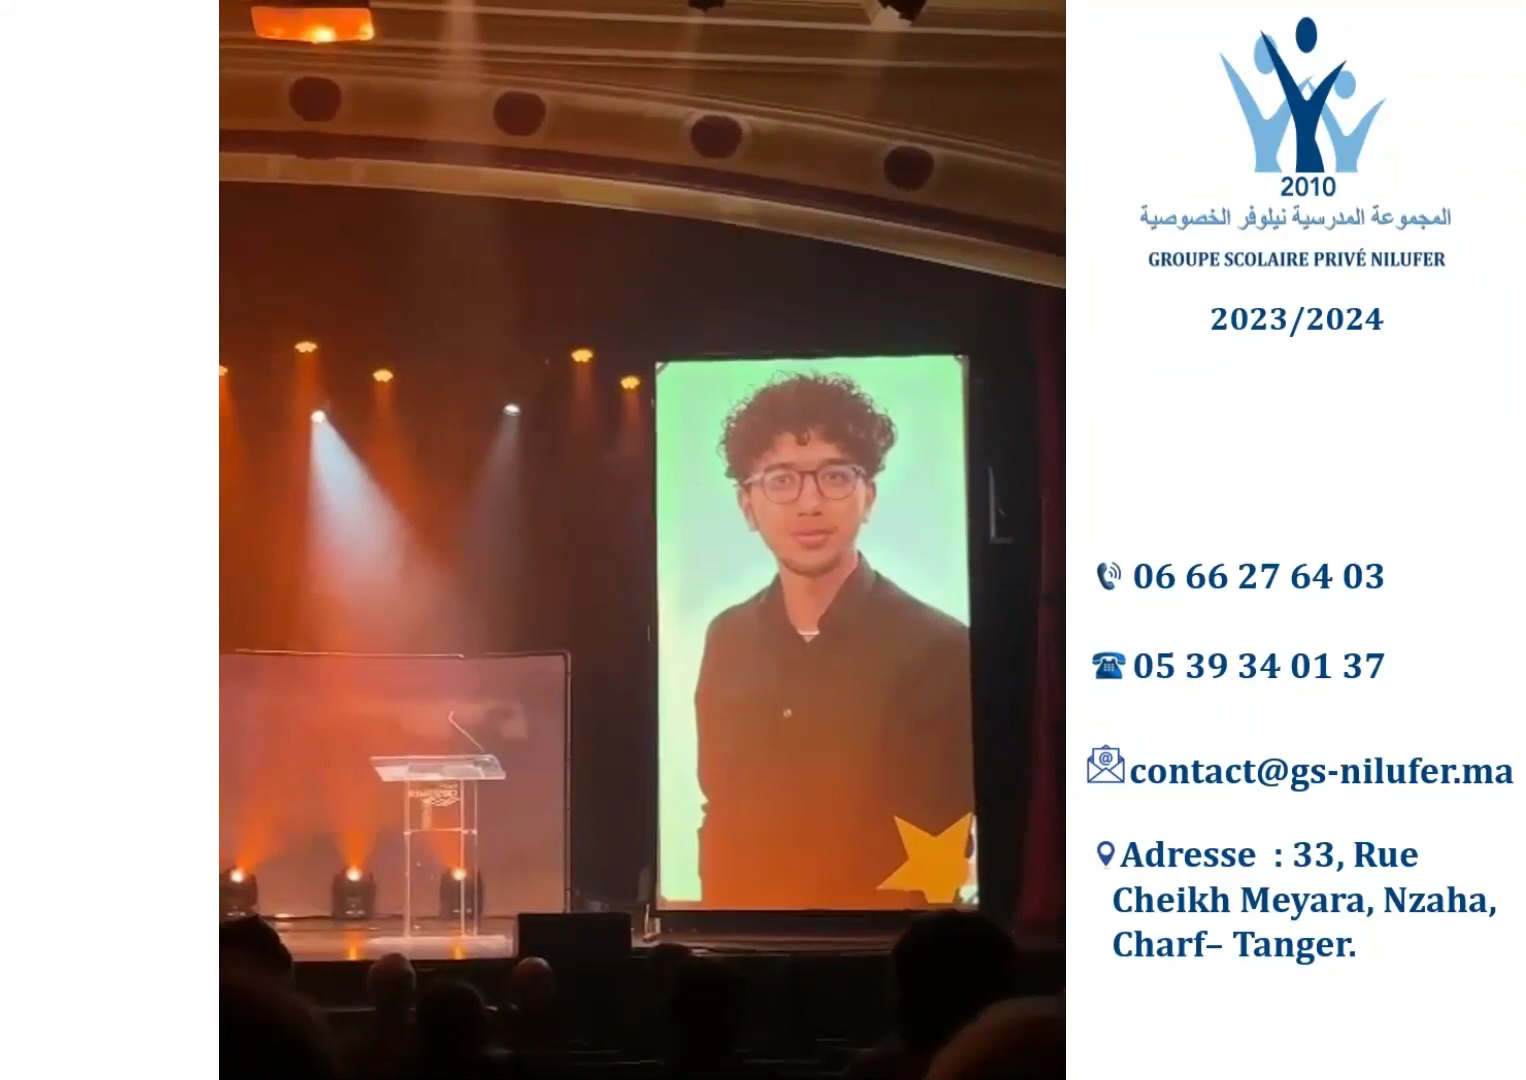 2010
المجموعة المدرسية نيلوفر الخصوصية
GROUPE SCOLAIRE PRIVÉ NILUFER
2023/2024
06 66 27 64 03
05 39 34 01 37
contact@gs-nilufer.ma
Adresse : 33, Rue
Cheikh Meyara, Nzaha,
Charf– Tanger.